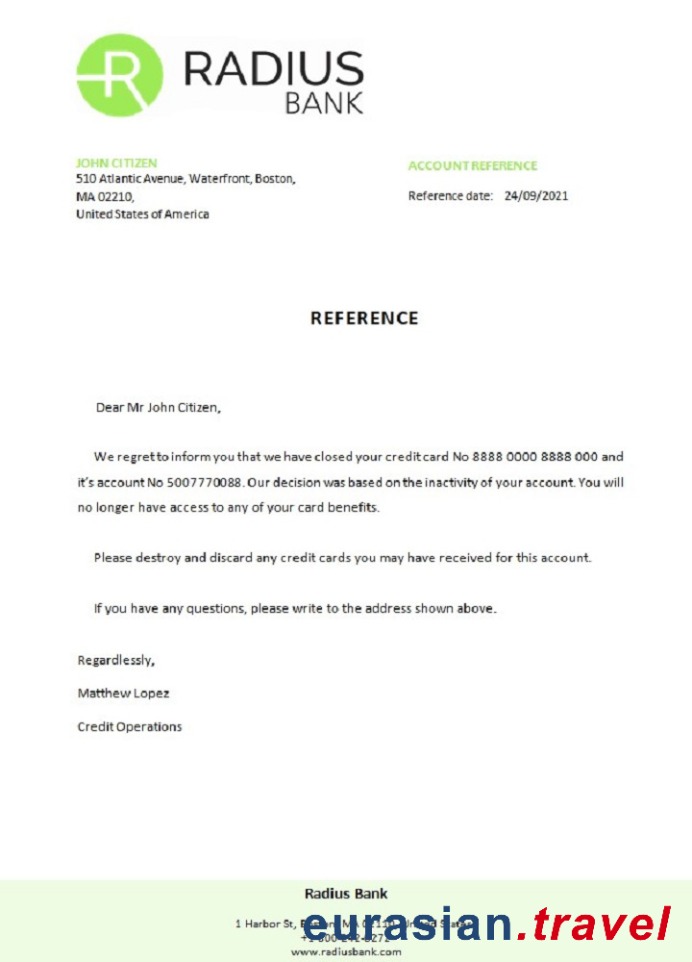 R RADIUS
BANK
JOHN CITIZEN
510 Atlantic Avenue, Waterfront, Boston,
MA 02210,
United States of America
ACCOUNT REFERENCE
Reference date: 24/09/2021
REFERENCE
Dear Mr John Citizen,
We regret to inform you that we have closed your credit card No 8888 0000 8888 000 and
it's account No 5007770088. Our decision was based on the inactivity of your account. You will
no longer have access to any of your card benefits.
Please destroy and discard any credit cards you may have received for this account.
If you have any questions, please write to the address shown above.
Regardlessly,
Matthew Lopez
Credit Operations
Radius Bank
1 Harbor St,
eurasian.travel
www.radiusbank.com